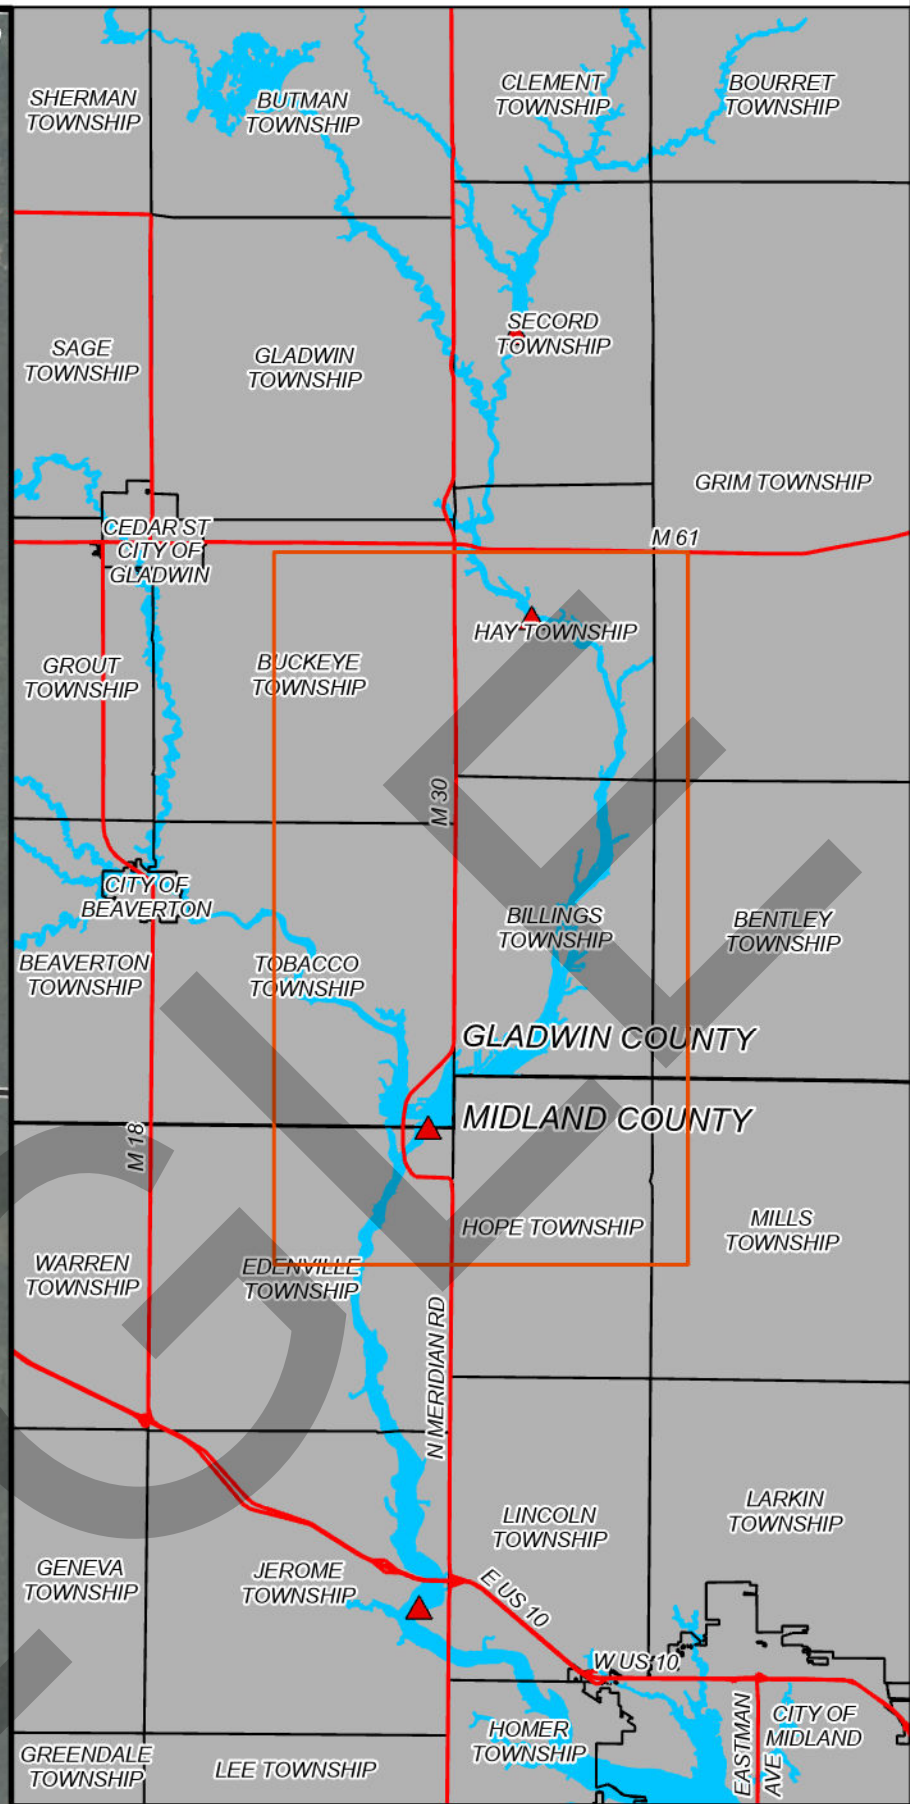 SHERMAN
TOWNSHIP
BUTMAN
TOWNSHIP
CLEMENT
TOWNSHIP
BOURRET
TOWNSHIP
SAGE
TOWNSHIP
GLADWIN
TOWNSHIP
SECORD
TOWNSHIP
GRIM TOWNSHIP
CEDAR ST
CITY OF
GLADWIN
M 61
HAY TOWNSHIP
GROUT
TOWNSHIP
BUCKEYE
TOWNSHIP
M 30
CITY OF
BEAVERTON
BILLINGS
TOWNSHIP
BENTLEY
TOWNSHIP
BEAVERTON
TOWNSHIP
TOBACCO
TOWNSHIP
GLADWIN COUNTY
MIDLAND COUNTY
M 18
HOPE TOWNSHIP
MILLS
TOWNSHIP
WARREN
TOWNSHIP
EDENVILLE
TOWNSHIP
N MERIDIAN RD
LINCOLN
TOWNSHIP
LARKIN
TOWNSHIP
GENEVA
TOWNSHIP
JEROME
TOWNSHIP
E US 10
W US 10
HOMER
TOWNSHIP
EASTMAN
AVE
CITY OF
MIDLAND
GREENDALE
TOWNSHIP
LEE TOWNSHIP
EGLE